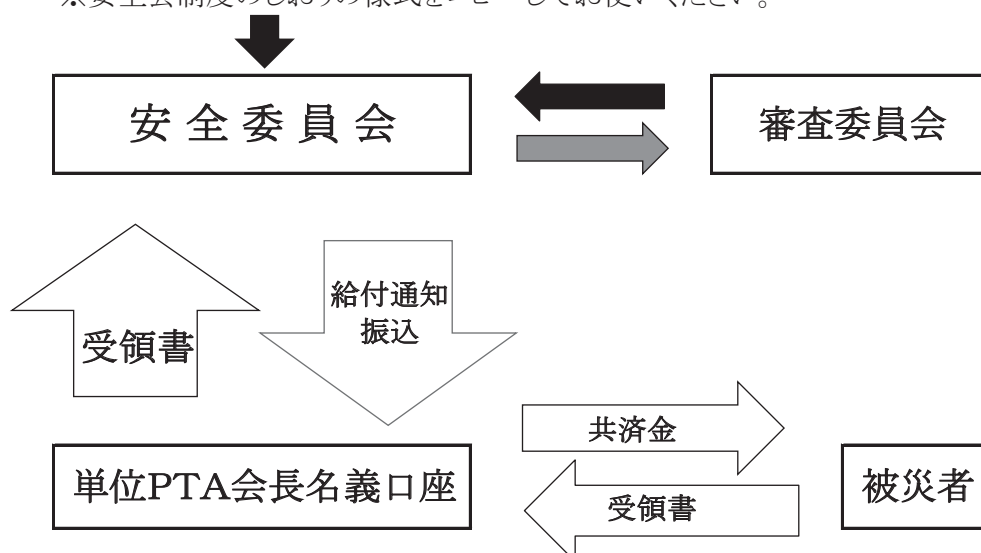 安全委員会
審査委員会
給付通知
振込
受領書
共済金
単位PTA会長名義口座
被災者
受領書